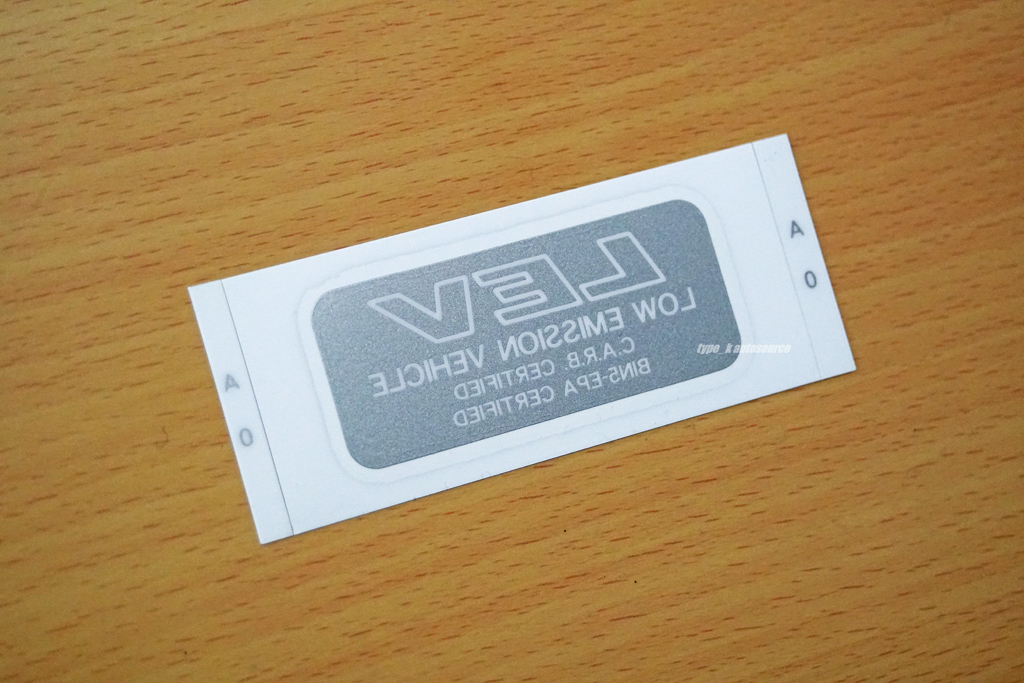 LEV
LOW EMISSION VEHICLE
C.A.R.B. CERTIFIED
BIN5-EPA CERTIFIED
A
0
A
0
type_k autosource